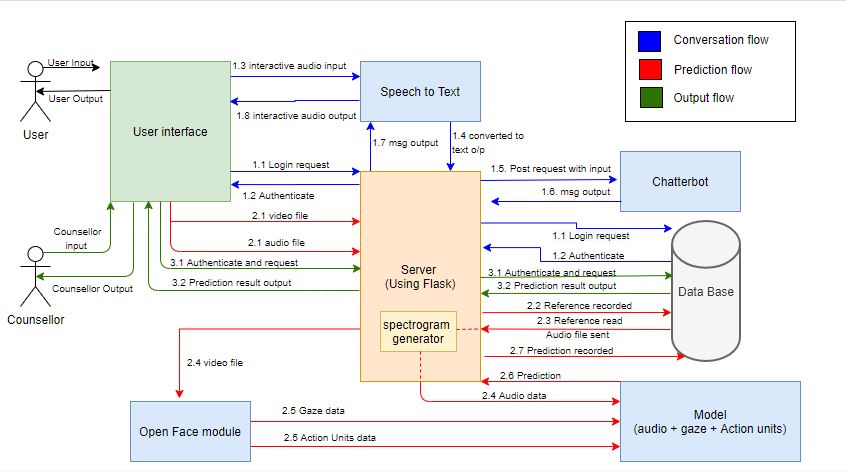 Conversation flow
Prediction flow
Output flow
User Input
User Output
User
User interface
1.3 interactive audio input
1.8 interactive audio output
Speech to Text
1.7 msg output
1.4 converted to
text o/p
1.1 Login request
1.2 Authenticate
1.5. Post request with input
1.6. msg output
Chatterbot
2.1 video file
2.1 audio file
3.1 Authenticate and request
3.2 Prediction result output
Counsellor
input
Counsellor Output
Counsellor
Server
(Using Flask)
spectrogram
generator
1.1 Login request
1.2 Authenticate
3.1 Authenticate and request
3.2 Prediction result output
2.2 Reference recorded
2.3 Reference read
Audio file sent
2.7 Prediction recorded
Data Base
2.6 Prediction
2.4 Audio data
2.4 video file
Open Face module
2.5 Gaze data
2.5 Action Units data
Model
(audio + gaze + Action units)